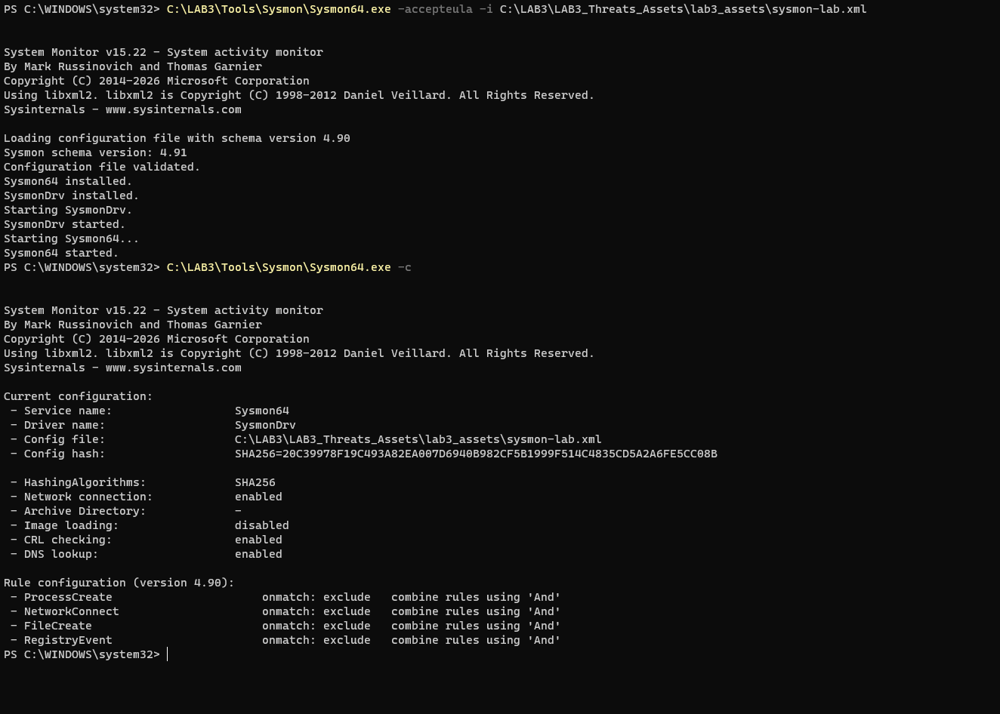 PS C:\WINDOWS\system32> C:\LAB3\Tools\Sysmon\Sysmon64.exe -accepteula -i C:\LAB3\LAB3_Threats_Assets\lab3_assets\sysmon-lab.xml
System Monitor v15.22 - System activity monitor
By Mark Russinovich and Thomas Garnier
Copyright (C) 2014-2026 Microsoft Corporation
Using libxml2. libxml2 is Copyright (C) 1998-2012 Daniel Veillard. All Rights Reserved.
Sysinternals - www.sysinternals.com
Loading configuration file with schema version 4.90
Sysmon schema version: 4.91
Configuration file validated.
Sysmon64 installed.
SysmonDrv installed.
Starting SysmonDrv.
SysmonDrv started.
Starting Sysmon64...
Sysmon64 started.
PS C:\WINDOWS\system32> C:\LAB3\Tools\Sysmon\Sysmon64.exe -c
System Monitor v15.22 - System activity monitor
By Mark Russinovich and Thomas Garnier
Copyright (C) 2014-2026 Microsoft Corporation
Using libxml2. libxml2 is Copyright (C) 1998-2012 Daniel Veillard. All Rights Reserved.
Sysinternals - www.sysinternals.com
Current configuration:
- Service name: Sysmon64
- Driver name: SysmonDrv
- Config file: C:\LAB3\LAB3_Threats_Assets\lab3_assets\sysmon-lab.xml
- Config hash: SHA256=20C39978F19C493A82EA007D6940B982CF5B1999F514C4835CD5A2A6FE5CC08B
- HashingAlgorithms: SHA256
- Network connection: enabled
- Archive Directory: -
- Image loading: disabled
- CRL checking: enabled
- DNS lookup: enabled
Rule configuration (version 4.90):
- ProcessCreate onmatch: exclude combine rules using 'And'
- NetworkConnect onmatch: exclude combine rules using 'And'
- FileCreate onmatch: exclude combine rules using 'And'
- RegistryEvent onmatch: exclude combine rules using 'And'
PS C:\WINDOWS\system32>